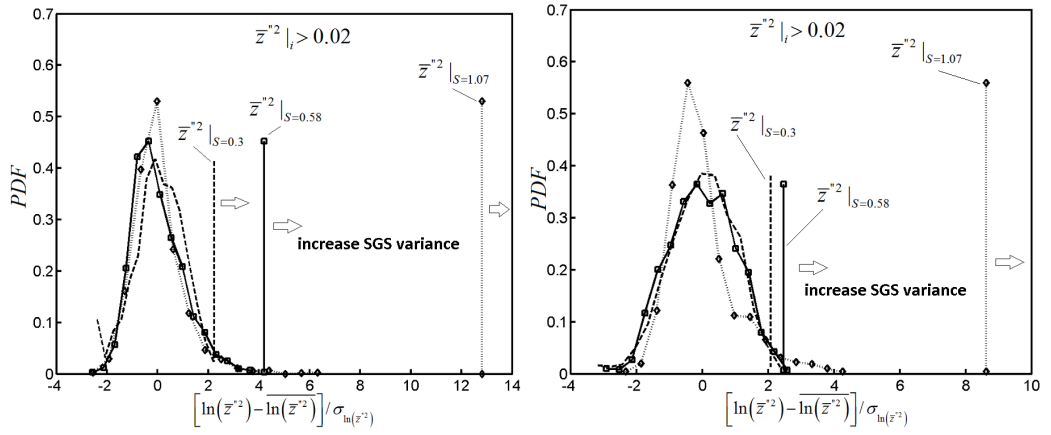 0.7
0.6
0.5
0.4
0.3
0.2
0.1
0
PDF
z̅"² |ᵢ > 0.02
z̅"² |S=1.07
z̅"² |S=0.58
z̅"² |S=0.3
increase SGS variance
-4 -2 0 2 4 6 8 10 12 14
[ln(z̅"²)−ln(z̅"²)]/σln(z̅"²)
0.7
0.6
0.5
0.4
0.3
0.2
0.1
0
PDF
z̅"² |ᵢ > 0.02
z̅"² |S=1.07
z̅"² |S=0.3
z̅"² |S=0.58
increase SGS variance
-4 -2 0 2 4 6 8 10
[ln(z̅"²)−ln(z̅"²)]/σln(z̅"²)